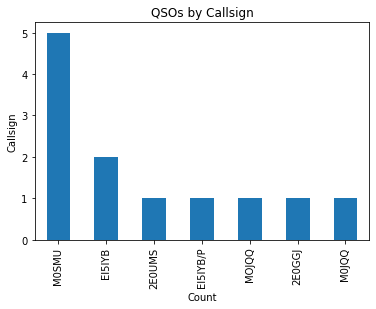 QSOs by Callsign
Callsign
5
4
3
2
1
0
M0SMU
EI5IYB
2E0UMS
EI5IYB/P
MOJQQ
2E0GGJ
M0JQQ
Count